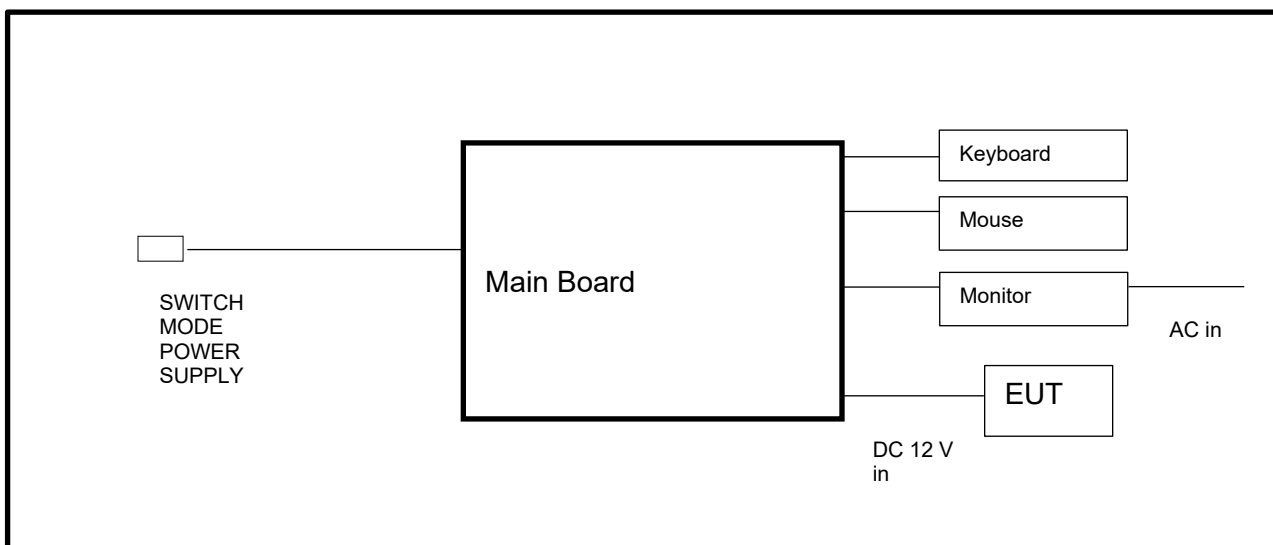 Keyboard
Mouse
SWITCH
MODE
POWER
SUPPLY
Main Board
Monitor
AC in
EUT
DC 12 V
in